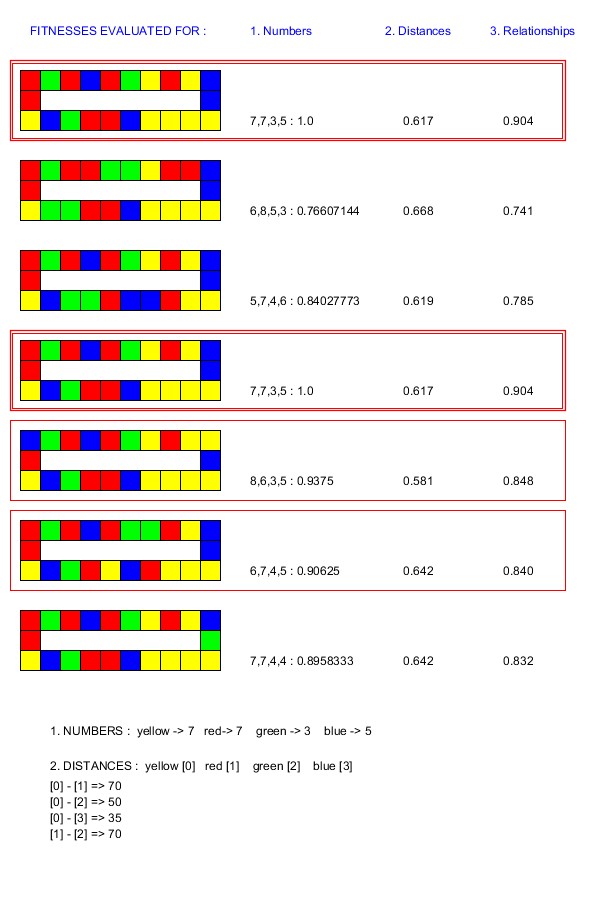 FITNESSES EVALUATED FOR : 1. Numbers 2. Distances 3. Relationships
7,7,3,5 : 1.0 0.617 0.904
6,8,5,3 : 0.76607144 0.668 0.741
5,7,4,6 : 0.84027773 0.619 0.785
7,7,3,5 : 1.0 0.617 0.904
8,6,3,5 : 0.9375 0.581 0.848
6,7,4,5 : 0.90625 0.642 0.840
7,7,4,4 : 0.8958333 0.642 0.832
1. NUMBERS : yellow -> 7 red-> 7 green -> 3 blue -> 5
2. DISTANCES : yellow [0] red [1] green [2] blue [3]
[0] - [1] => 70
[0] - [2] => 50
[0] - [3] => 35
[1] - [2] => 70